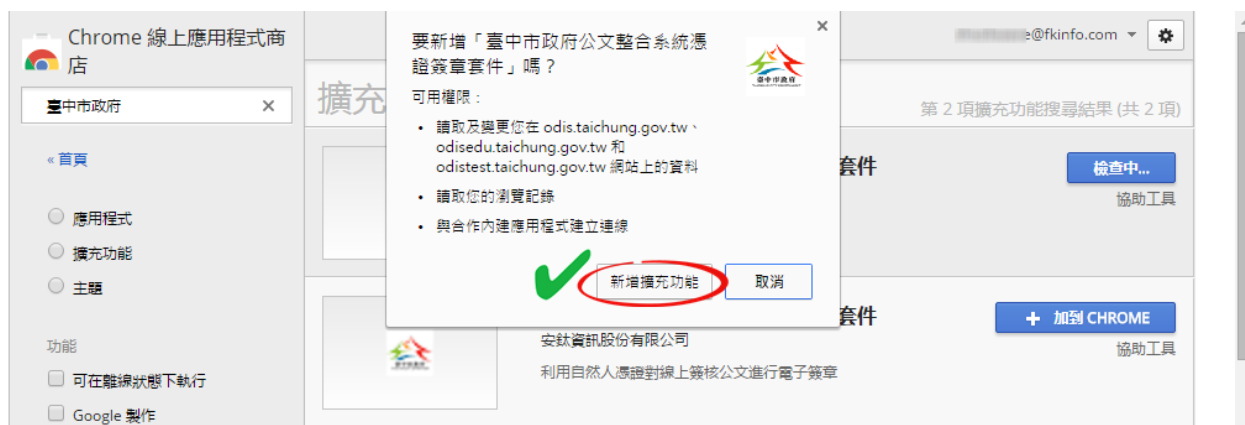 Chrome 線上應用程式商
店
臺中市政府
«首頁
應用程式
擴充功能
主題
功能
可在離線狀態下執行
Google 製作
要新增「臺中市政府公文整合系統憑
證簽章套件」嗎？
可用權限：
• 讀取及變更您在 odis.taichung.gov.tw、
odisedu.taichung.gov.tw 和
odistest.taichung.gov.tw 網站上的資料
• 讀取您的瀏覽記錄
• 與合作內建應用程式建立連線
新增擴充功能
取消
臺中市政府
e@fkinfo.com
擴充
第 2 項擴充功能搜尋結果 (共 2 項)
套件
檢查中...
協助工具
套件
安鈦資訊股份有限公司
利用自然人憑證對線上簽核公文進行電子簽章
+ 加到 CHROME
協助工具